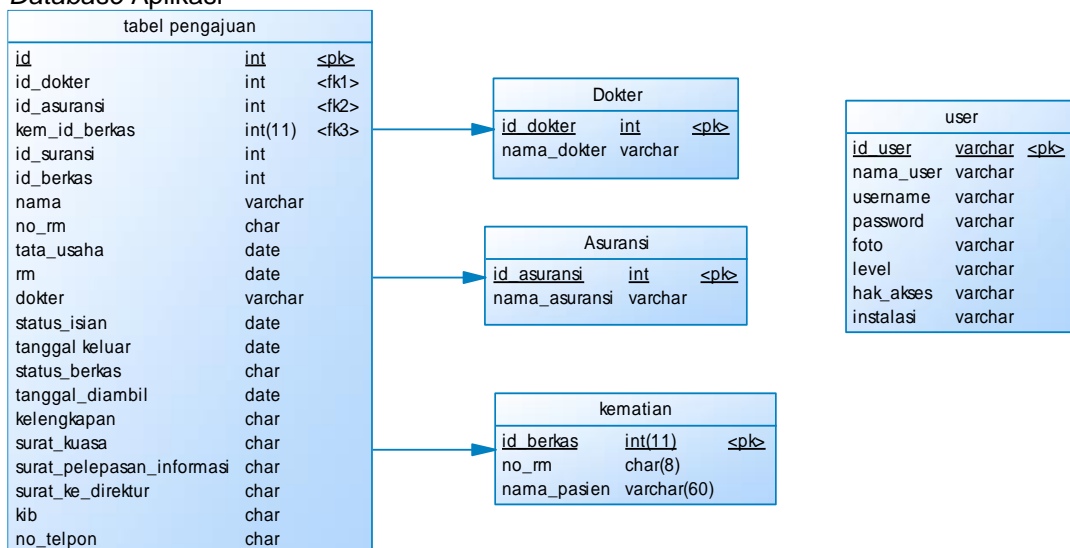 Database Aplikasi
tabel pengajuan
id int <pk>
id_dokter int <fk1>
id_asuransi int <fk2>
kem_id_berkas int(11) <fk3>
id_suransi int
id_berkas int
nama varchar
no_rm char
tata_usaha date
rm date
dokter varchar
status_isian date
tanggal keluar date
status_berkas char
tanggal_diambil date
kelengkapan char
surat_kuasa char
surat_pelepasan_informasi char
surat_ke_direktur char
kib char
no_telpon char
Dokter
id_dokter int <pk>
nama_dokter varchar
Asuransi
id_asuransi int <pk>
nama_asuransi varchar
kematian
id_berkas int(11) <pk>
no_rm char(8)
nama_pasien varchar(60)
user
id_user varchar <pk>
nama_user varchar
username varchar
password varchar
foto varchar
level varchar
hak_akses varchar
instalasi varchar